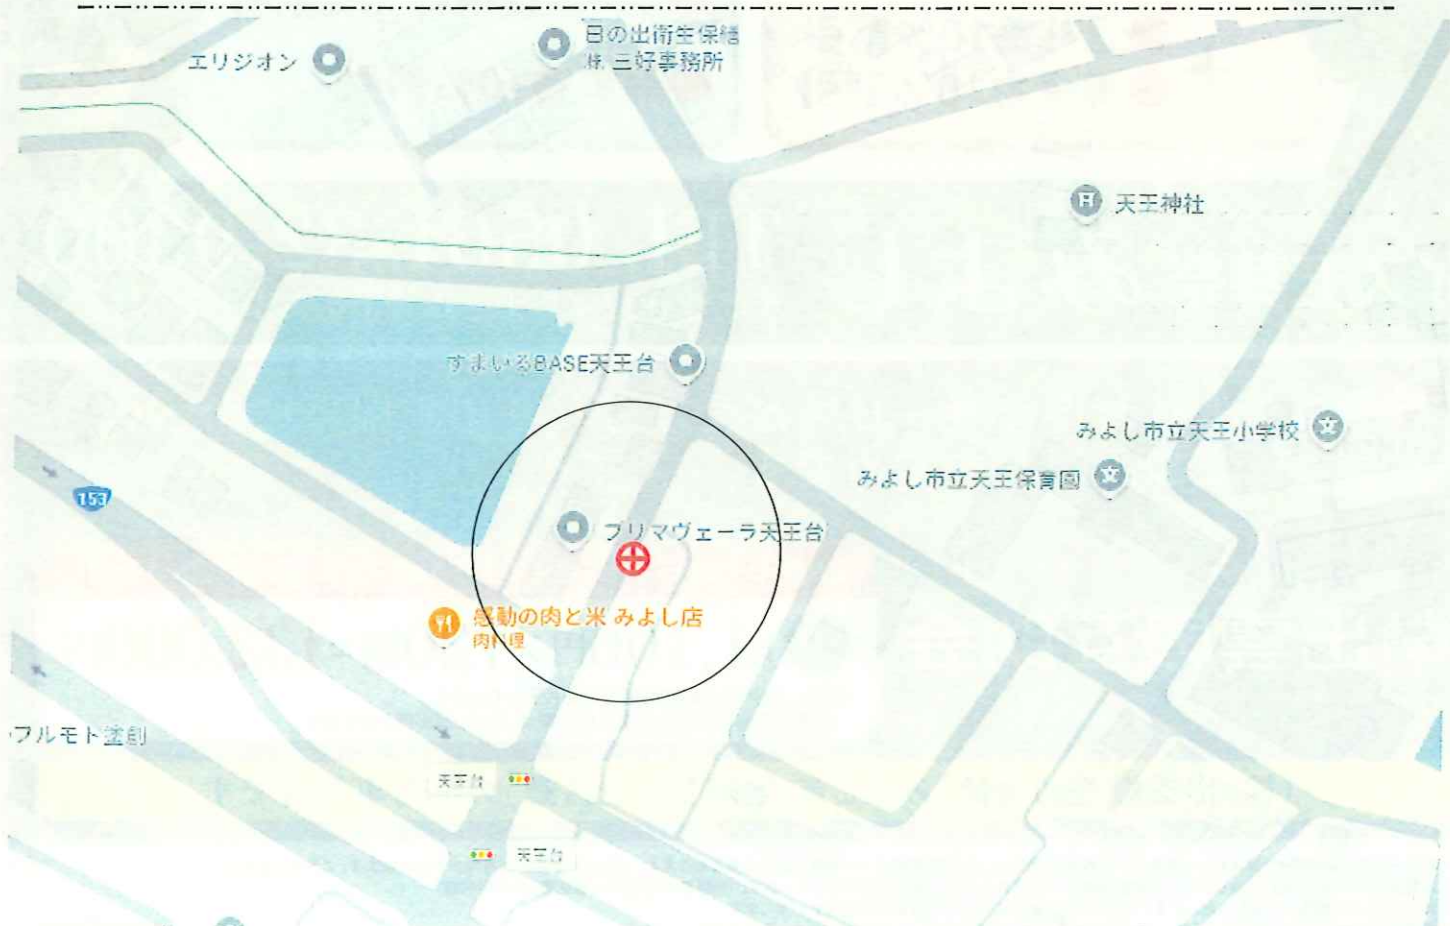 エリジオン
日の出衛生保繕
㈱ 三好事務所
天王神社
すまいるBASE天王台
みよし市立天王小学校
みよし市立天王保育園
153
プリマヴェーラ天王台
感動の肉と米 みよし店
肉料理
フルモト塗創
天王台
天王台